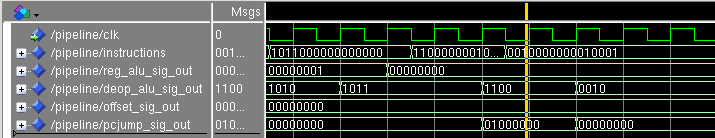 Msgs
/pipeline/clk 0
/pipeline/instructions 001... 1011000000000000 11000000010... 0010000000010001
/pipeline/reg_alu_sig_out 000... 00000001 00000000
/pipeline/deop_alu_sig_out 1100 1010 1011 1100 0010
/pipeline/offset_sig_out 000... 00000000
/pipeline/pcjump_sig_out 010... 00000000 01000000 00000000